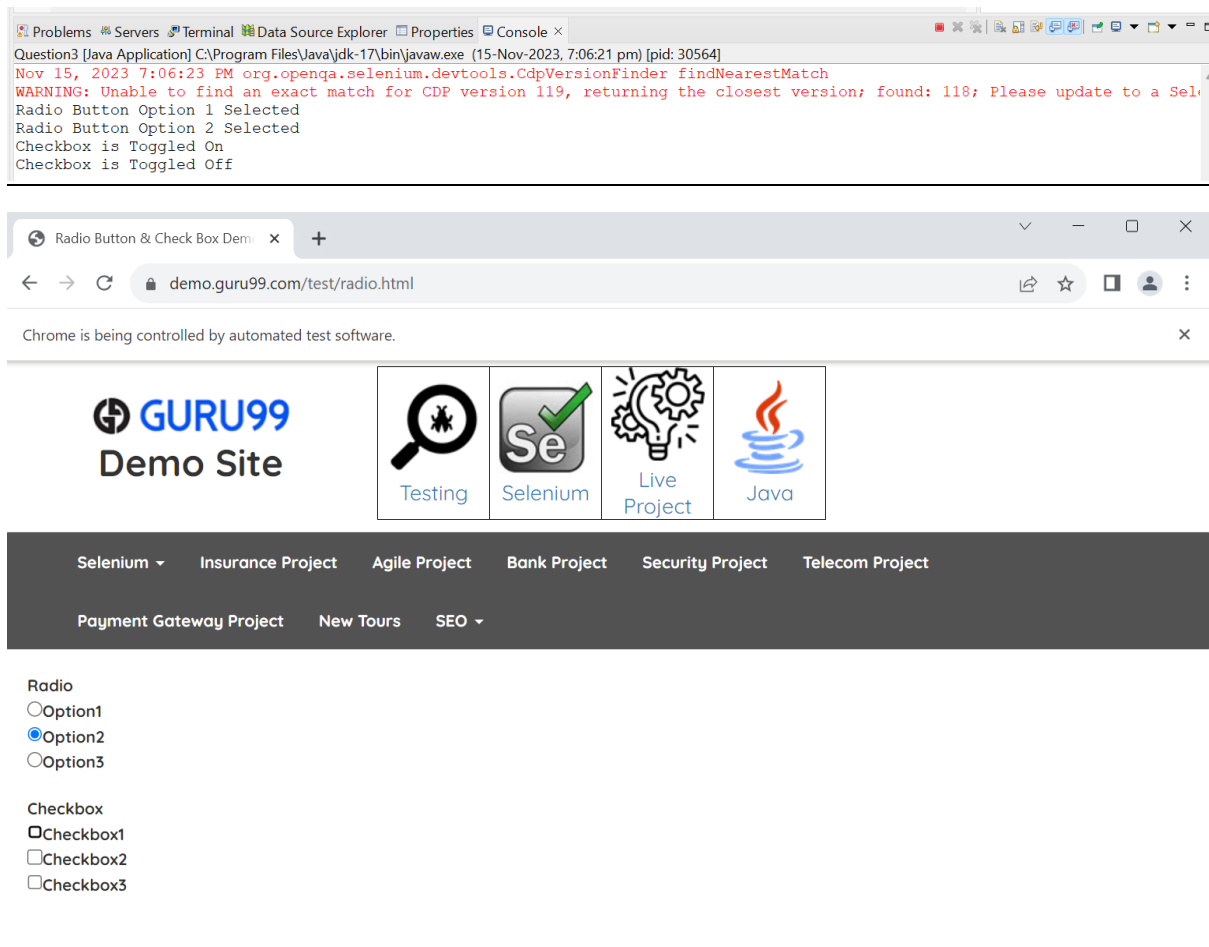 Problems Servers Terminal Data Source Explorer Properties Console ×
Question3 [Java Application] C:\Program Files\Java\jdk-17\bin\javaw.exe (15-Nov-2023, 7:06:21 pm) [pid: 30564]
Nov 15, 2023 7:06:23 PM org.openqa.selenium.devtools.CdpVersionFinder findNearestMatch
WARNING: Unable to find an exact match for CDP version 119, returning the closest version; found: 118; Please update to a Sele
Radio Button Option 1 Selected
Radio Button Option 2 Selected
Checkbox is Toggled On
Checkbox is Toggled Off
Radio Button & Check Box Dem
demo.guru99.com/test/radio.html
Chrome is being controlled by automated test software.
GURU99
Demo Site
Se
Testing Selenium Live Project Java
Selenium Insurance Project Agile Project Bank Project Security Project Telecom Project
Payment Gateway Project New Tours SEO
Radio
Option1
Option2
Option3
Checkbox
Checkbox1
Checkbox2
Checkbox3